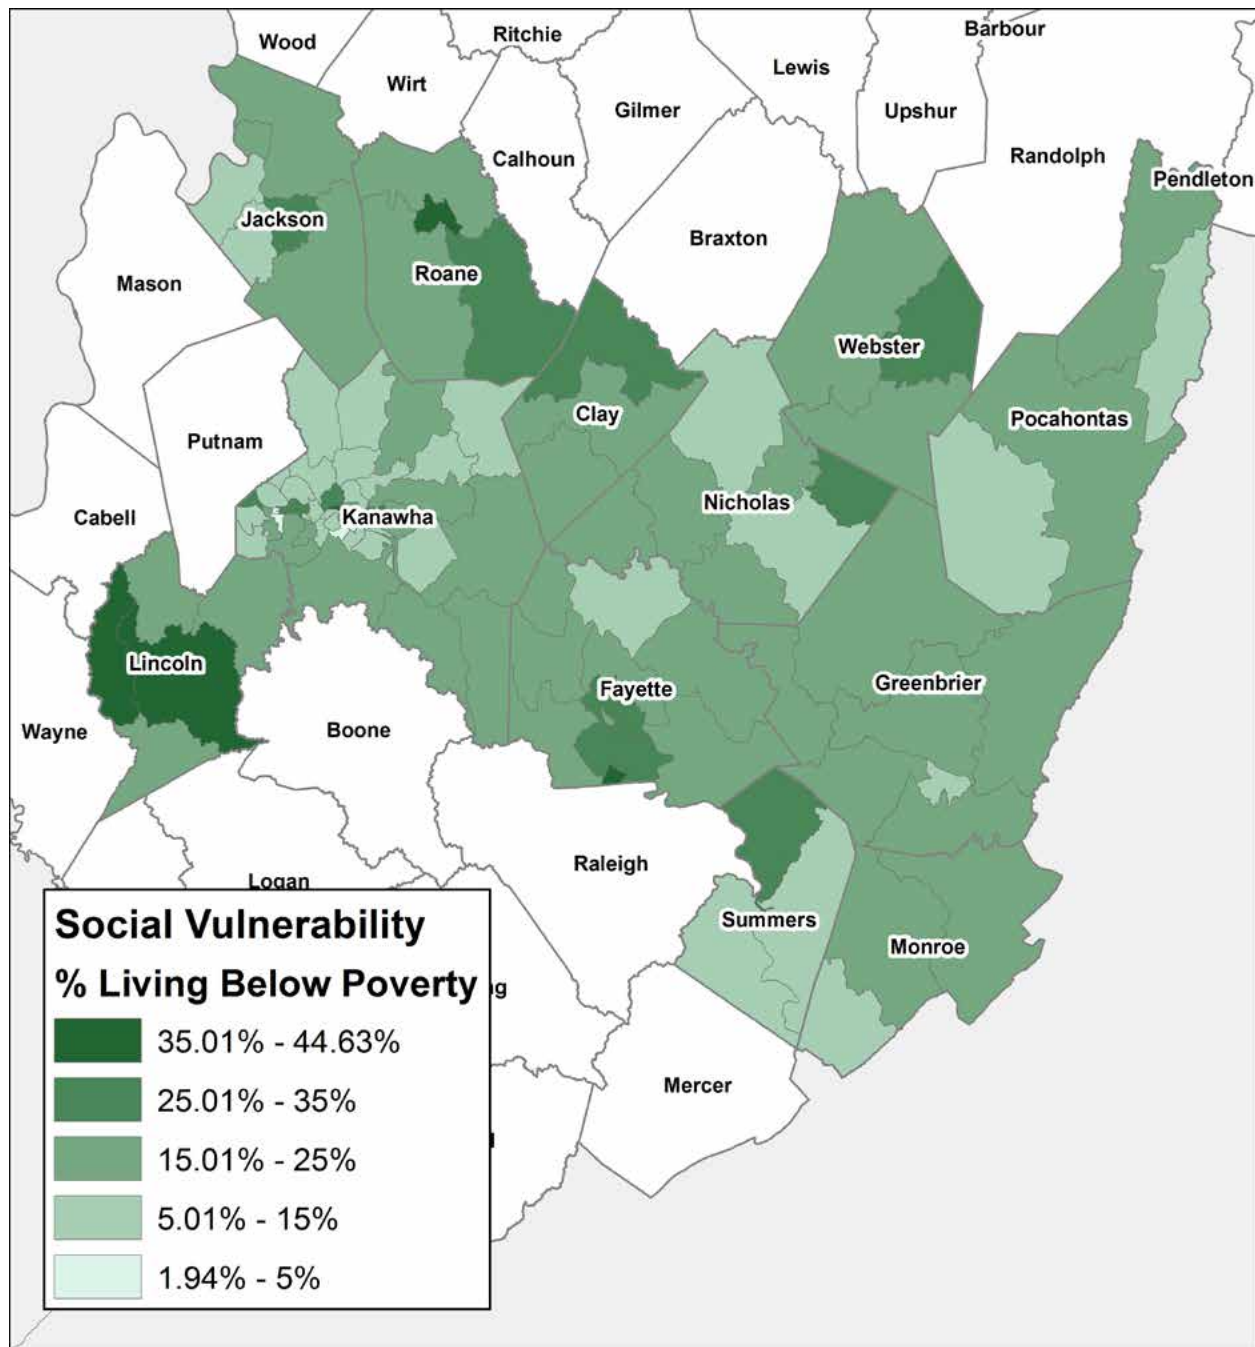 Barbour
Ritchie
Wood
Lewis
Wirt
Gilmer
Upshur
Calhoun
Randolph
Pendleton
Jackson
Braxton
Roane
Mason
Webster
Clay
Pocahontas
Putnam
Nicholas
Cabell
Kanawha
Lincoln
Greenbrier
Fayette
Wayne
Boone
Raleigh
Logan
Summers
Monroe
Mercer
Social Vulnerability
% Living Below Poverty
35.01% - 44.63%
25.01% - 35%
15.01% - 25%
5.01% - 15%
1.94% - 5%